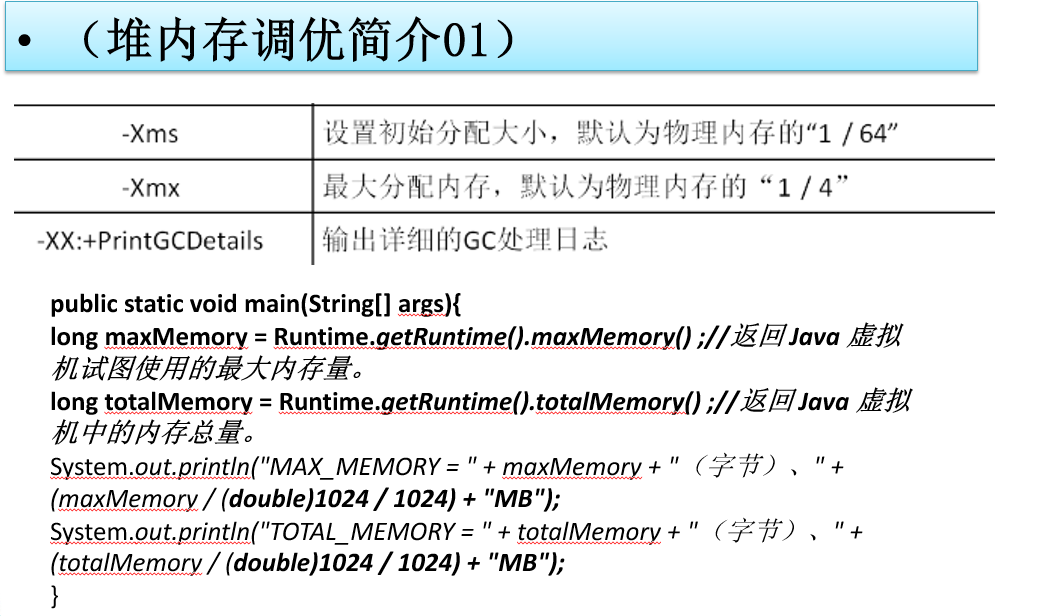 • （堆内存调优简介01）
-Xms 设置初始分配大小，默认为物理内存的“1 / 64”
-Xmx 最大分配内存，默认为物理内存的“1 / 4”
-XX:+PrintGCDetails 输出详细的GC处理日志
public static void main(String[] args){
long maxMemory = Runtime.getRuntime().maxMemory() ;//返回 Java 虚拟
机试图使用的最大内存量。
long totalMemory = Runtime.getRuntime().totalMemory() ;//返回 Java 虚拟
机中的内存总量。
System.out.println("MAX_MEMORY = " + maxMemory + "（字节）、" +
(maxMemory / (double)1024 / 1024) + "MB");
System.out.println("TOTAL_MEMORY = " + totalMemory + "（字节）、" +
(totalMemory / (double)1024 / 1024) + "MB");
}